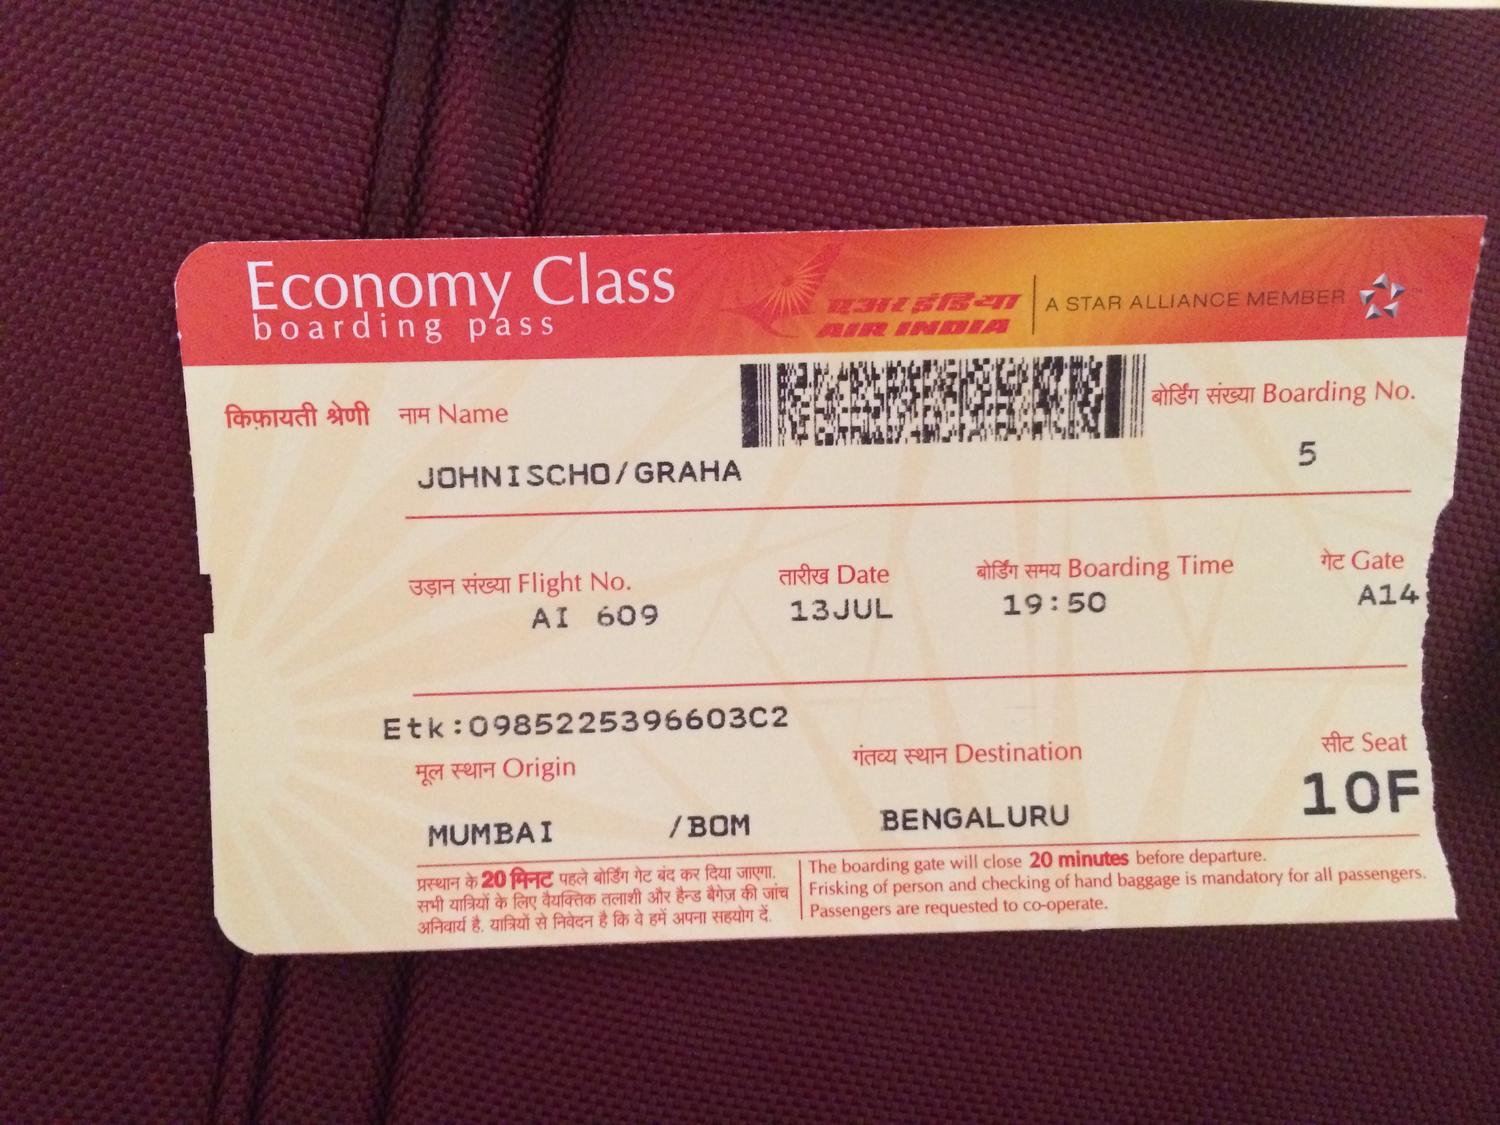 Economy Class
boarding pass
एअर इंडिया
AIR INDIA
A STAR ALLIANCE MEMBER
किफ़ायती श्रेणी नाम Name
बोर्डिंग संख्या Boarding No.
JOHNISCHO/GRAHA
5
उड़ान संख्या Flight No. तारीख Date बोर्डिंग समय Boarding Time गेट Gate
AI 609 13JUL 19:50 A14
Etk:0985225396603C2
मूल स्थान Origin गंतव्य स्थान Destination सीट Seat
MUMBAI /BOM BENGALURU 10F
प्रस्थान के 20 मिनट पहले बोर्डिंग गेट बंद कर दिया जाएगा.
सभी यात्रियों के लिए वैयक्तिक तलाशी और हैन्ड बैगेज़ की जांच
अनिवार्य है. यात्रियों से निवेदन है कि वे हमें अपना सहयोग दें.
The boarding gate will close 20 minutes before departure.
Frisking of person and checking of hand baggage is mandatory for all passengers.
Passengers are requested to co-operate.